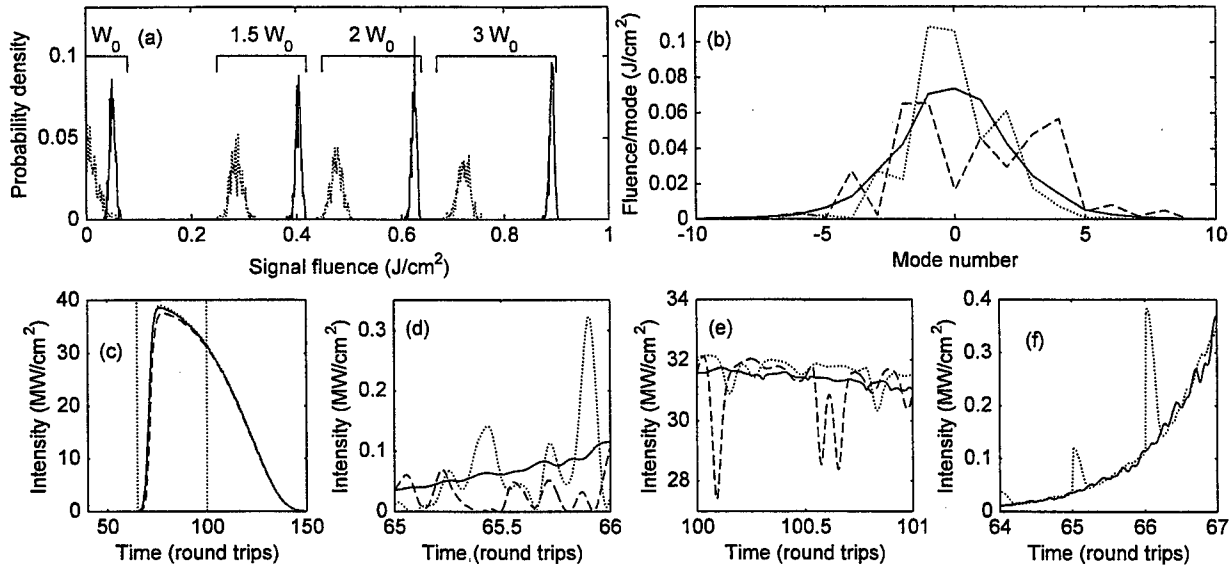 W₀ (a) 1.5 W₀ 2 W₀ 3 W₀
Probability density
0.1
0.05
0
0 0.2 0.4 0.6 0.8 1
Signal fluence (J/cm²)
(b)
Fluence/mode (J/cm²)
0.1
0.08
0.06
0.04
0.02
0
-10 -5 0 5 10
Mode number
(c)
Intensity (MW/cm²)
40
30
20
10
0
50 100 150
Time (round trips)
(d)
Intensity (MW/cm²)
0.3
0.2
0.1
0
65 65.5 66
Time (round trips)
(e)
Intensity (MW/cm²)
34
32
30
28
100 100.5 101
Time (round trips)
(f)
Intensity (MW/cm²)
0.4
0.3
0.2
0.1
0
64 65 66 67
Time (round trips)